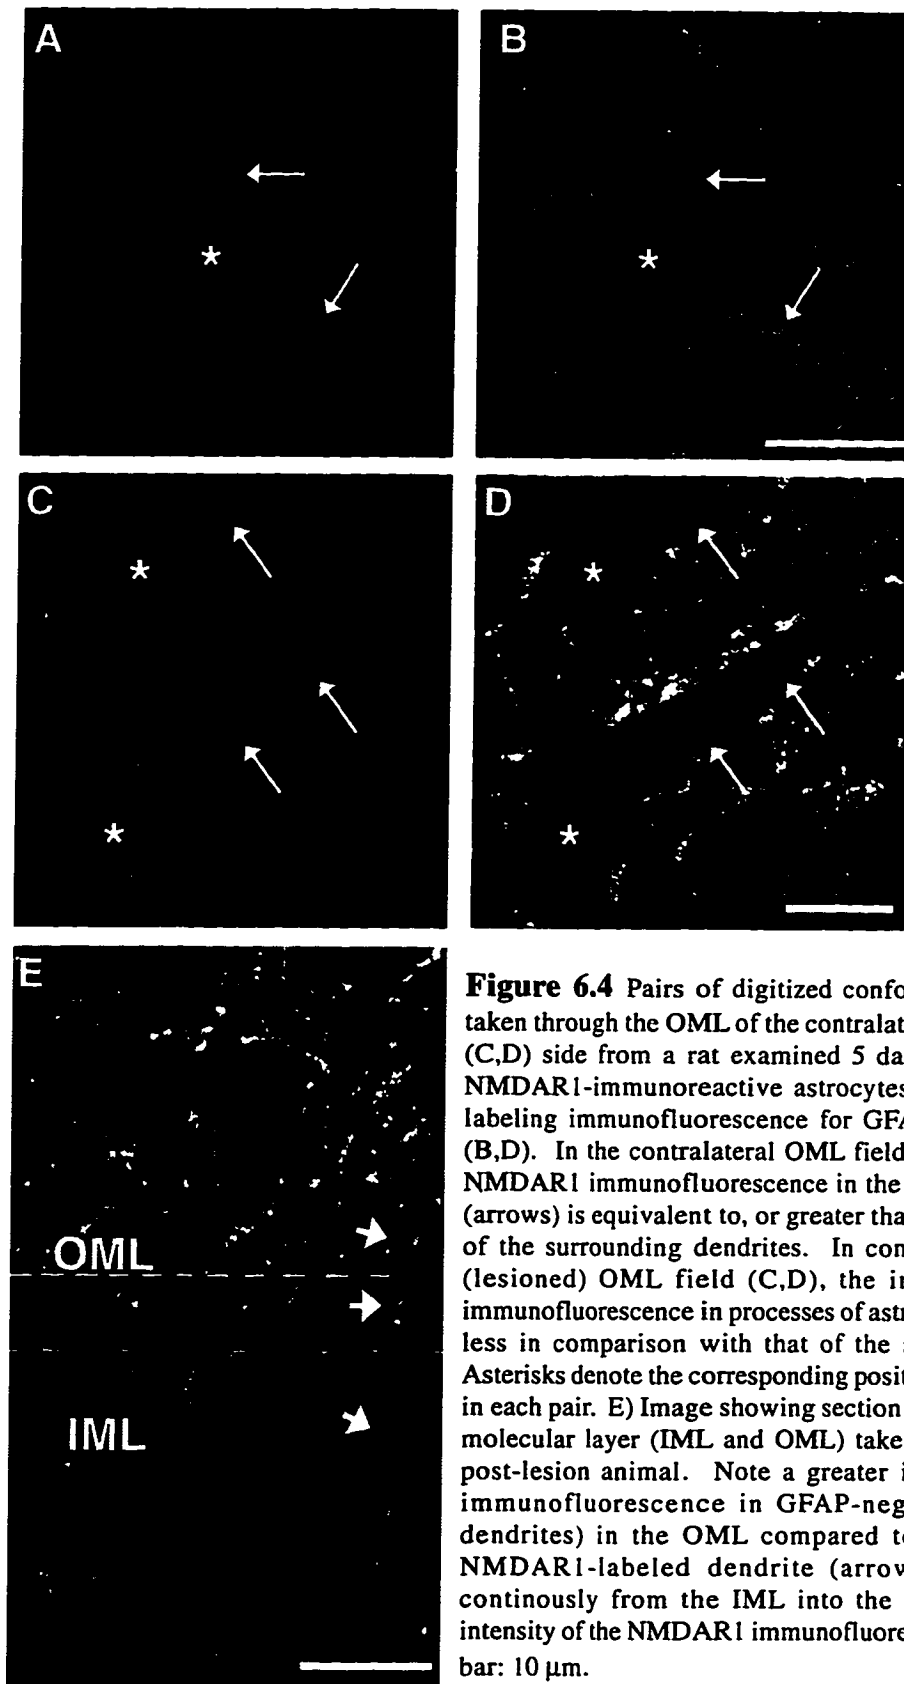 A
B
*
*
C
D
*
*
*
*
E
OML
IML
Figure 6.4 Pairs of digitized confo
taken through the OML of the contralat
(C,D) side from a rat examined 5 da
NMDAR1-immunoreactive astrocytes
labeling immunofluorescence for GFA
(B,D). In the contralateral OML field
NMDAR1 immunofluorescence in the
(arrows) is equivalent to, or greater tha
of the surrounding dendrites. In con
(lesioned) OML field (C,D), the in
immunofluorescence in processes of astr
less in comparison with that of the
Asterisks denote the corresponding posit
in each pair. E) Image showing section
molecular layer (IML and OML) take
post-lesion animal. Note a greater i
immunofluorescence in GFAP-neg
dendrites) in the OML compared t
NMDAR1-labeled dendrite (arrow
continously from the IML into the
intensity of the NMDAR1 immunofluore
bar: 10 µm.